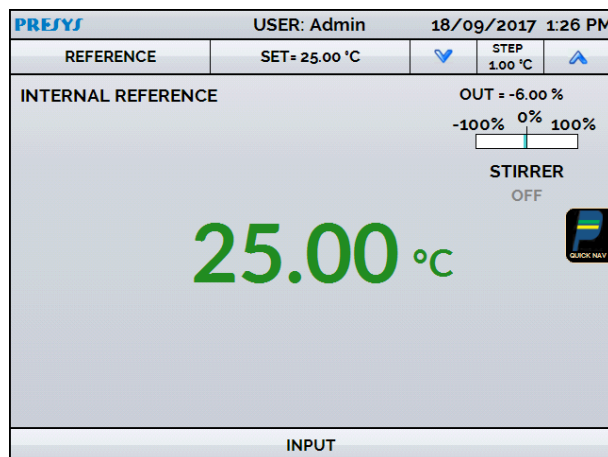 PRESYS USER: Admin 18/09/2017 1:26 PM
REFERENCE SET= 25.00 °C STEP 1.00 °C
INTERNAL REFERENCE
OUT = -6.00 %
-100% 0% 100%
STIRRER
OFF
25.00 °C
QUICK NAV
INPUT